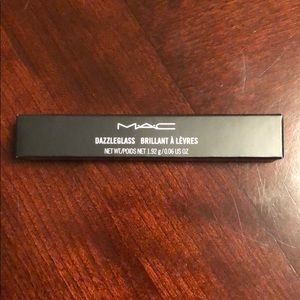 MAC
DAZZLEGLASS BRILLANT À LÈVRES
NET WT/POIDS NET 1.92 g/0.06 US OZ